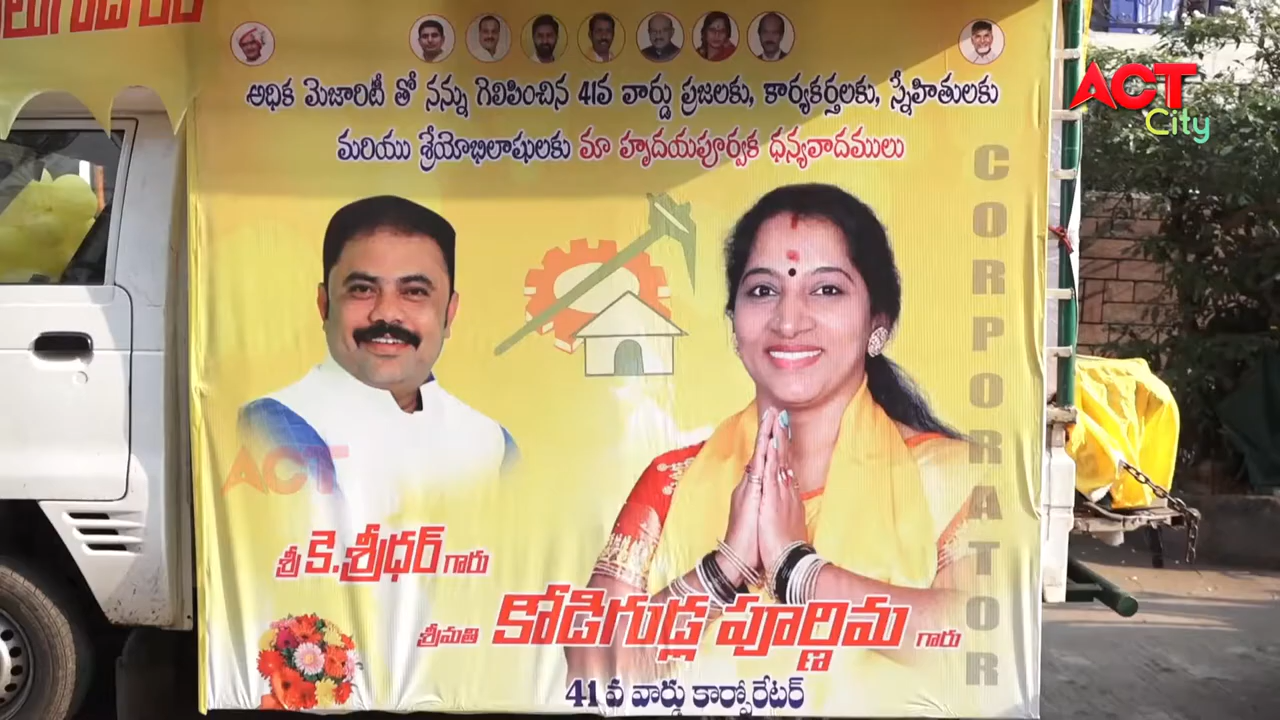 ACT
City
అధిక మెజారిటీ తో నన్ను గెలిపించిన 41వ వార్డు ప్రజలకు, కార్యకర్తలకు, స్నేహితులకు
మరియు శ్రేయోభిలాషులకు మా హృదయపూర్వక ధన్యవాదములు
CORPORATOR
ACT
శ్రీ కె.శ్రీధర్ గారు
శ్రీమతి కోడిగుడ్ల పూర్ణిమ గారు
41 వ వార్డు కార్పోరేటర్